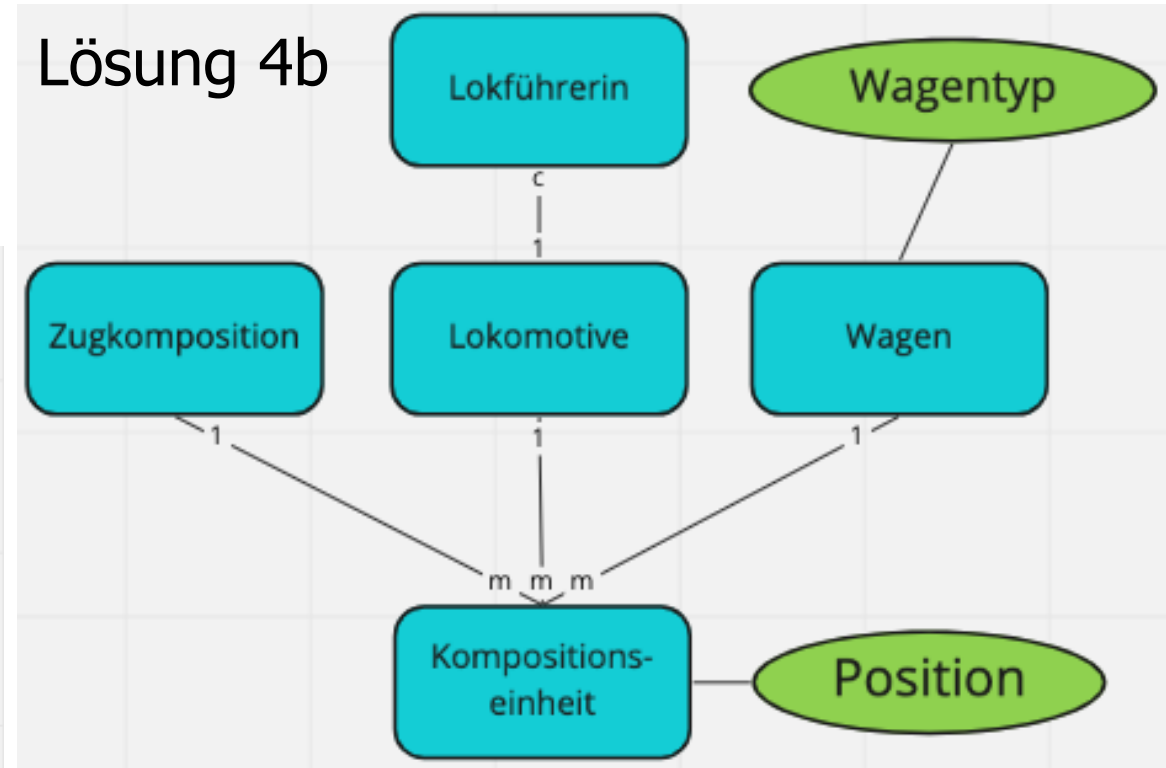 Lösung 4b
Lokführerin
Wagentyp
c
1
Zugkomposition
Lokomotive
Wagen
1
1
1
m m m
Kompositions-
einheit
Position